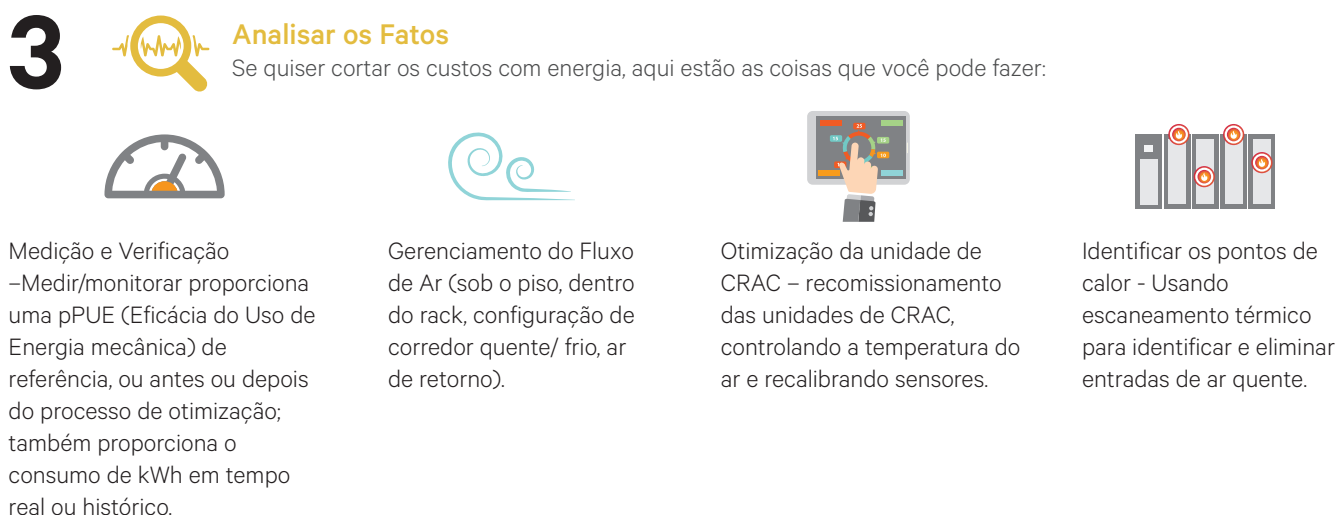 3
Analisar os Fatos
Se quiser cortar os custos com energia, aqui estão as coisas que você pode fazer:
Medição e Verificação
–Medir/monitorar proporciona
uma pPUE (Eficácia do Uso de
Energia mecânica) de
referência, ou antes ou depois
do processo de otimização;
também proporciona o
consumo de kWh em tempo
real ou histórico.
Gerenciamento do Fluxo
de Ar (sob o piso, dentro
do rack, configuração de
corredor quente/ frio, ar
de retorno).
25
Otimização da unidade de
CRAC – recomissionamento
das unidades de CRAC,
controlando a temperatura do
ar e recalibrando sensores.
Identificar os pontos de
calor - Usando
escaneamento térmico
para identificar e eliminar
entradas de ar quente.